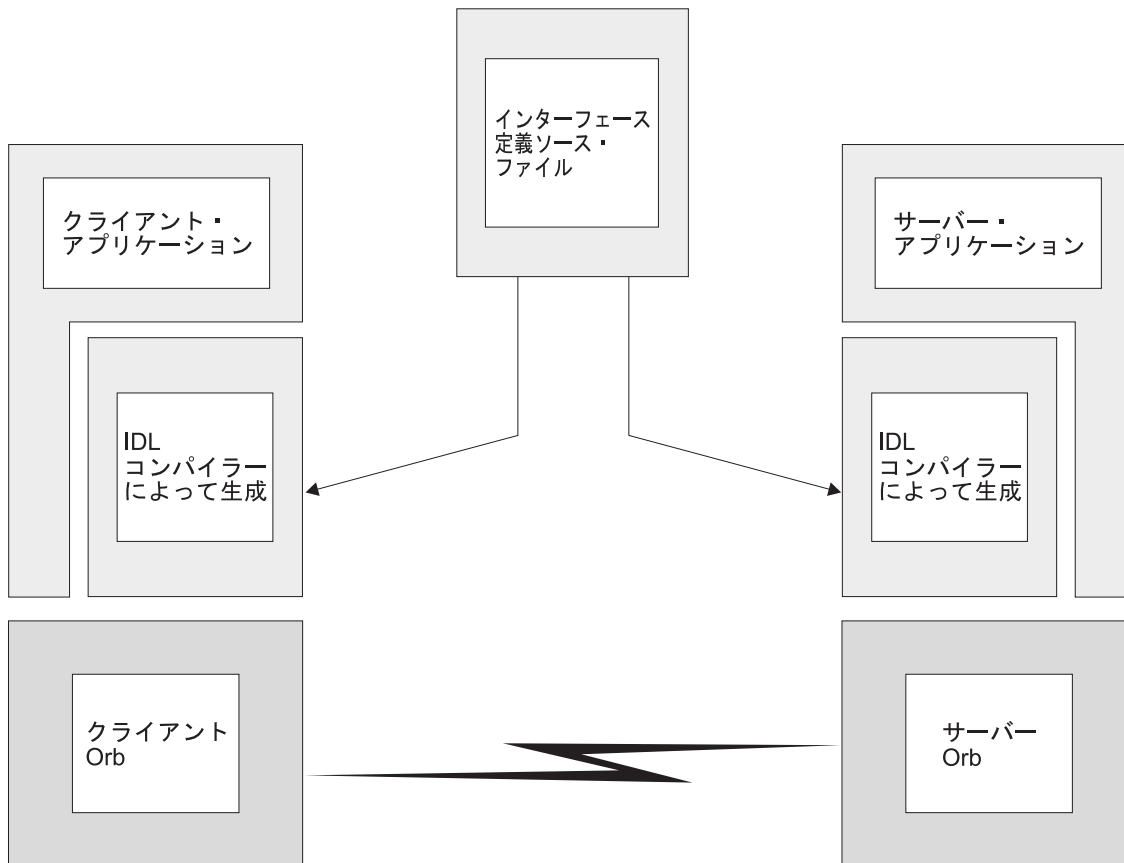 インターフェース
定義ソース・
ファイル
クライアント・
アプリケーション
サーバー・
アプリケーション
IDL
コンパイラー
によって生成
IDL
コンパイラー
によって生成
クライアント
Orb
サーバー
Orb